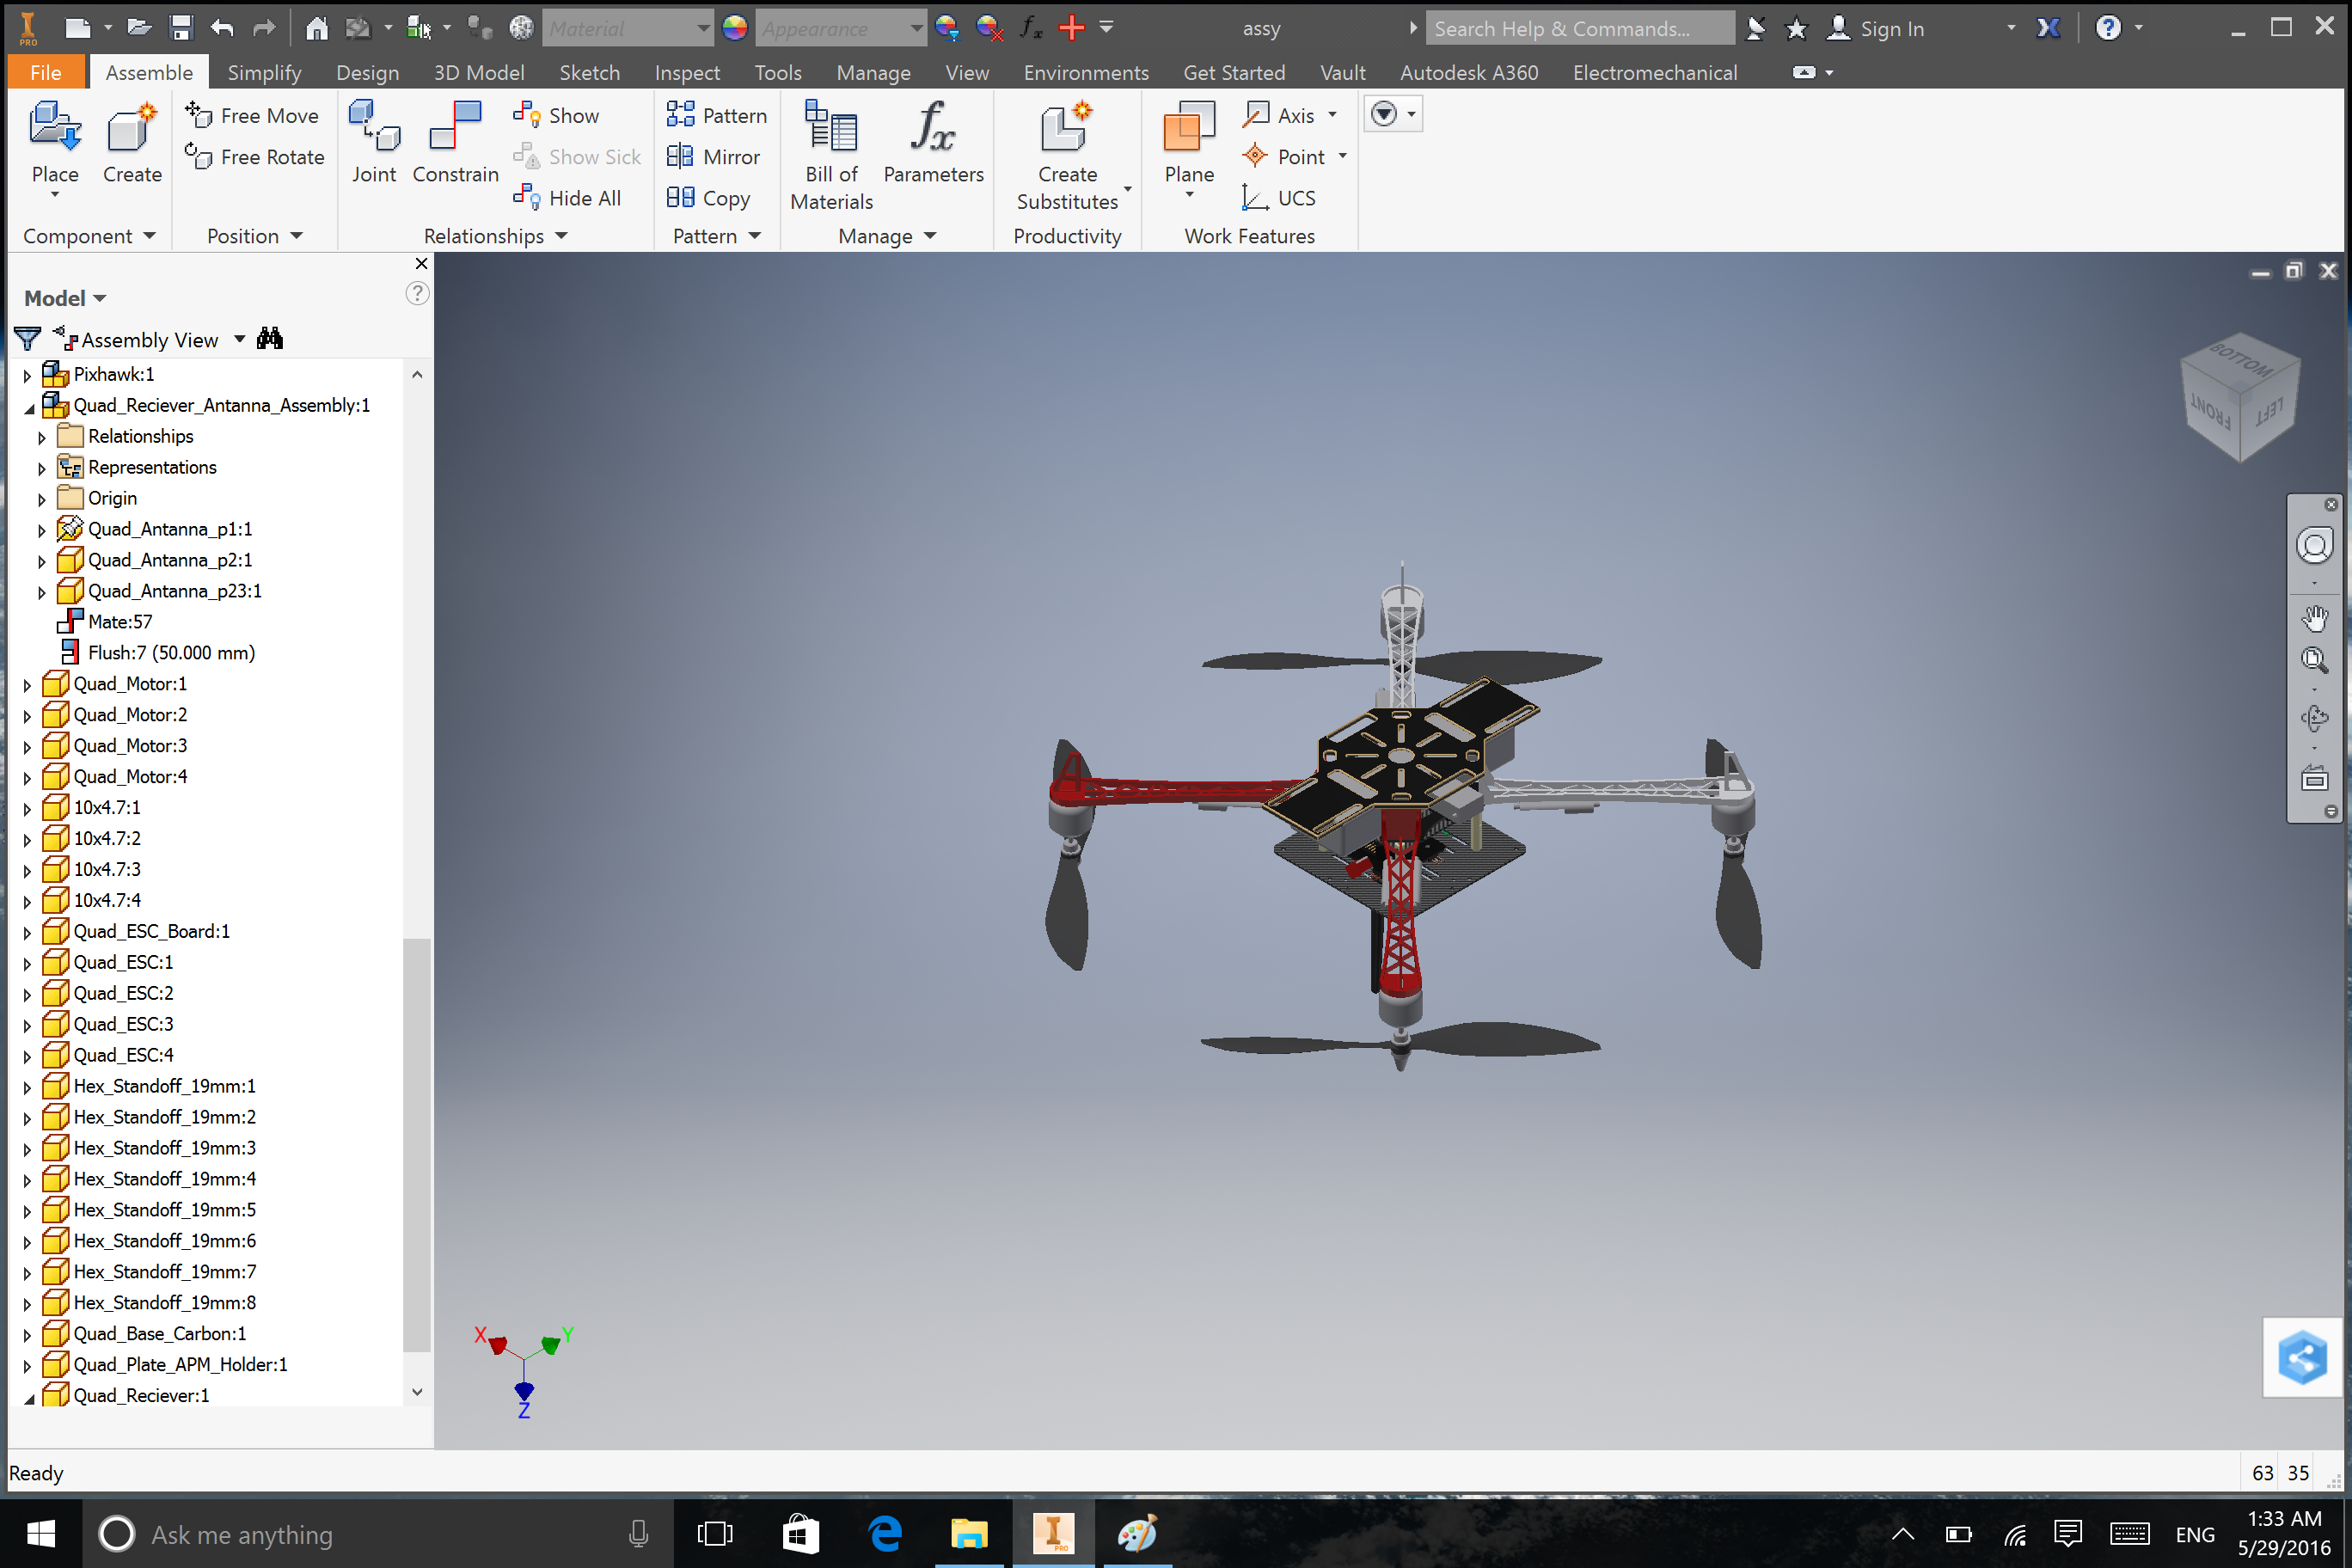 PRO
Material
Appearance
fx
assy
Search Help & Commands...
Sign In
File
Assemble
Simplify
Design
3D Model
Sketch
Inspect
Tools
Manage
View
Environments
Get Started
Vault
Autodesk A360
Electromechanical
Place
Create
Component
Free Move
Free Rotate
Position
Joint
Constrain
Show
Show Sick
Hide All
Relationships
Pattern
Mirror
Copy
Pattern
Bill of
Materials
fx
Parameters
Manage
Create
Substitutes
Productivity
Plane
Axis
Point
UCS
Work Features
Model
Assembly View
Pixhawk:1
Quad_Reciever_Antanna_Assembly:1
Relationships
Representations
Origin
Quad_Antanna_p1:1
Quad_Antanna_p2:1
Quad_Antanna_p23:1
Mate:57
Flush:7 (50.000 mm)
Quad_Motor:1
Quad_Motor:2
Quad_Motor:3
Quad_Motor:4
10x4.7:1
10x4.7:2
10x4.7:3
10x4.7:4
Quad_ESC_Board:1
Quad_ESC:1
Quad_ESC:2
Quad_ESC:3
Quad_ESC:4
Hex_Standoff_19mm:1
Hex_Standoff_19mm:2
Hex_Standoff_19mm:3
Hex_Standoff_19mm:4
Hex_Standoff_19mm:5
Hex_Standoff_19mm:6
Hex_Standoff_19mm:7
Hex_Standoff_19mm:8
Quad_Base_Carbon:1
Quad_Plate_APM_Holder:1
Quad_Reciever:1
BOTTOM
FRONT
LEFT
X
Y
Z
Ready
63 35
Ask me anything
PRO
ENG
1:33 AM
5/29/2016